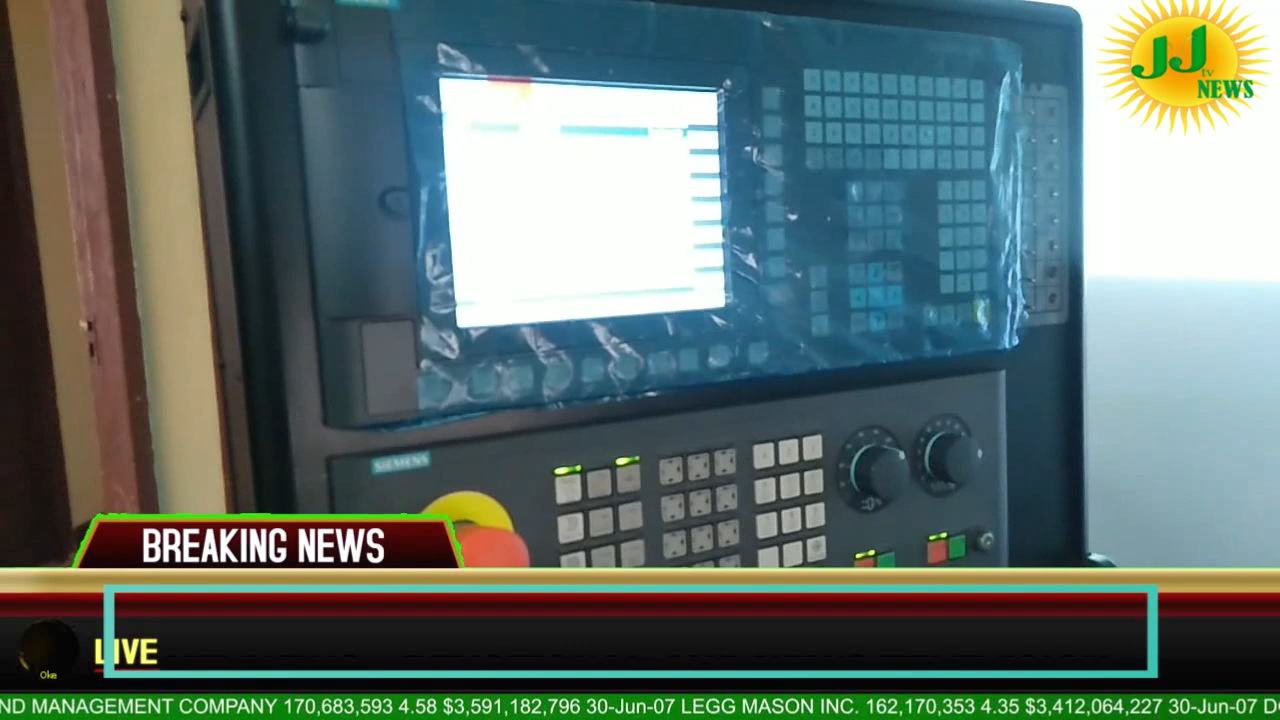 JJ
tv
NEWS
SIEMENS
BREAKING NEWS
LIVE
Oke
ND MANAGEMENT COMPANY 170,683,593 4.58 $3,591,182,796 30-Jun-07 LEGG MASON INC. 162,170,353 4.35 $3,412,064,227 30-Jun-07